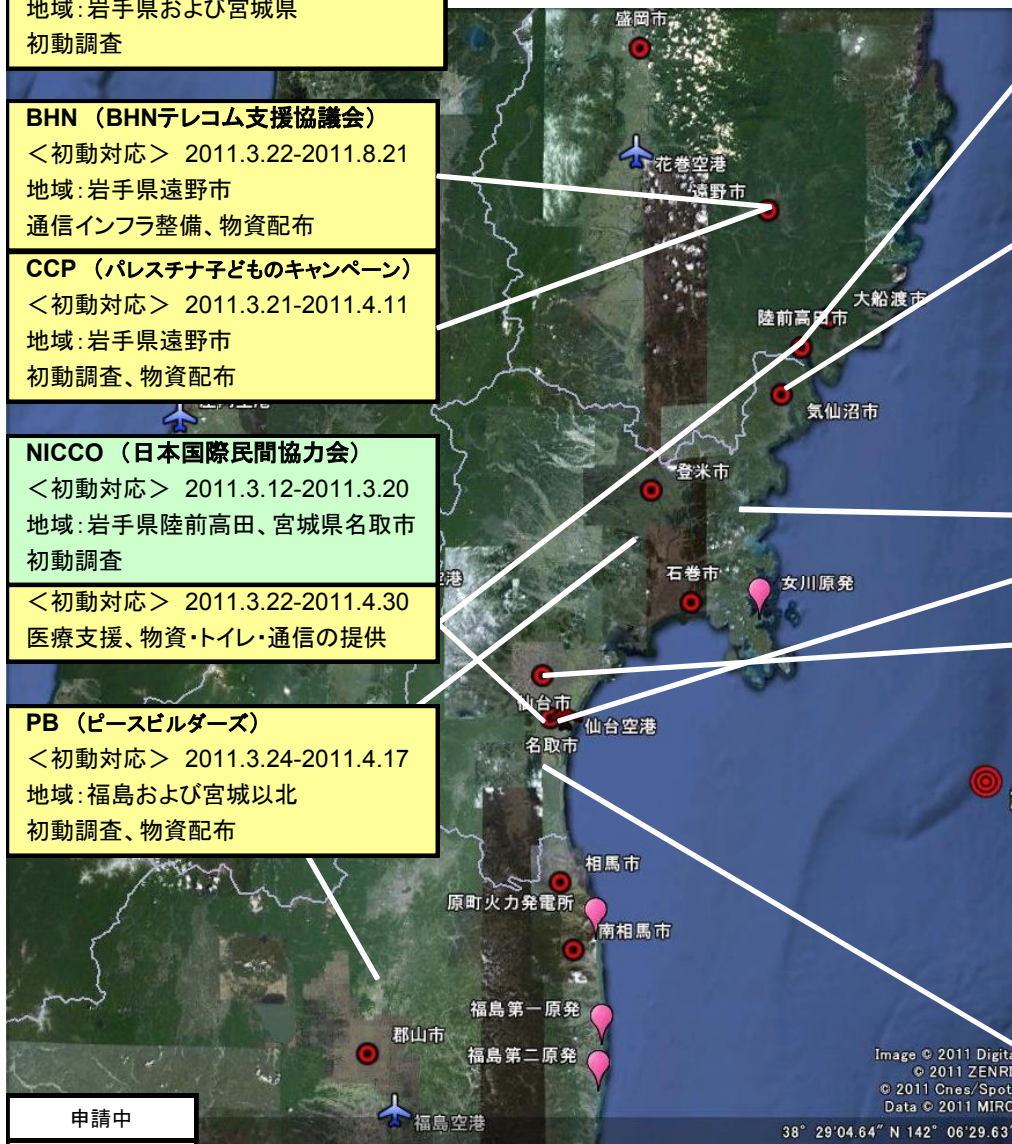 地域：岩手県および宮城県
初動調査
BHN （BHNテレコム支援協議会）
＜初動対応＞ 2011.3.22-2011.8.21
地域：岩手県遠野市
通信インフラ整備、物資配布
CCP （パレスチナ子どものキャンペーン）
＜初動対応＞ 2011.3.21-2011.4.11
地域：岩手県遠野市
初動調査、物資配布
NICCO （日本国際民間協力会）
＜初動対応＞ 2011.3.12-2011.3.20
地域：岩手県陸前高田、宮城県名取市
初動調査
＜初動対応＞ 2011.3.22-2011.4.30
医療支援、物資・トイレ・通信の提供
PB （ピースビルダーズ）
＜初動対応＞ 2011.3.24-2011.4.17
地域：福島および宮城以北
初動調査、物資配布
申請中
盛岡市
花巻空港
遠野市
大船渡市
陸前高田市
気仙沼市
登米市
石巻市
女川原発
仙台市
仙台空港
名取市
相馬市
原町火力発電所
南相馬市
福島第一原発
福島第二原発
郡山市
福島空港
Image © 2011 Digita
© 2011 ZENRI
© 2011 Cnes/Spot
Data © 2011 MIRC
38° 29'04.64" N 142° 06'29.63"